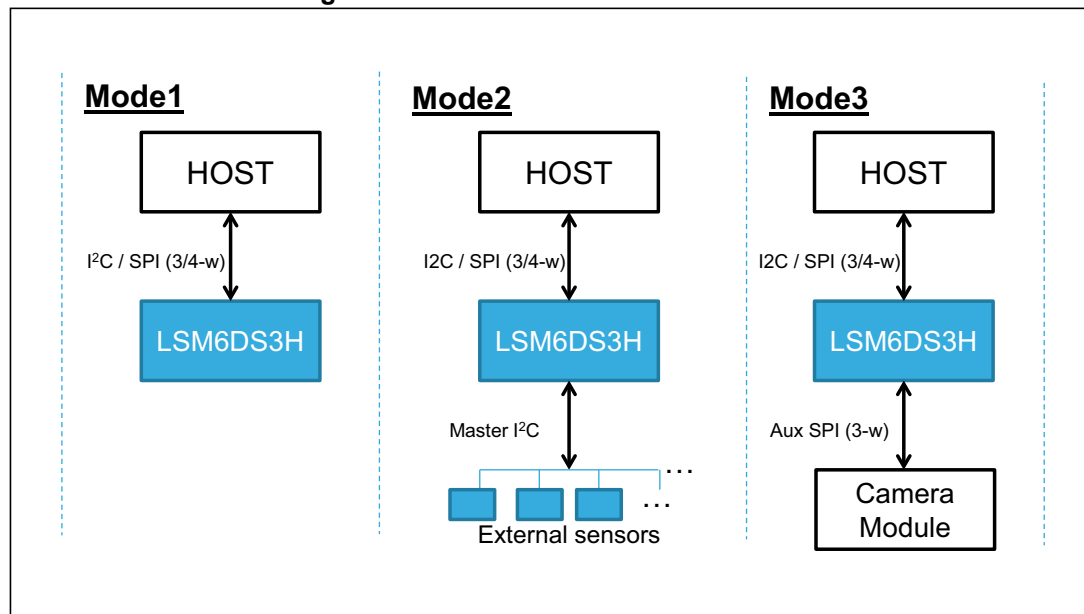 Mode1
HOST
I²C / SPI (3/4-w)
LSM6DS3H
Mode2
HOST
I2C / SPI (3/4-w)
LSM6DS3H
Master I²C
...
...
External sensors
Mode3
HOST
I2C / SPI (3/4-w)
LSM6DS3H
Aux SPI (3-w)
Camera
Module